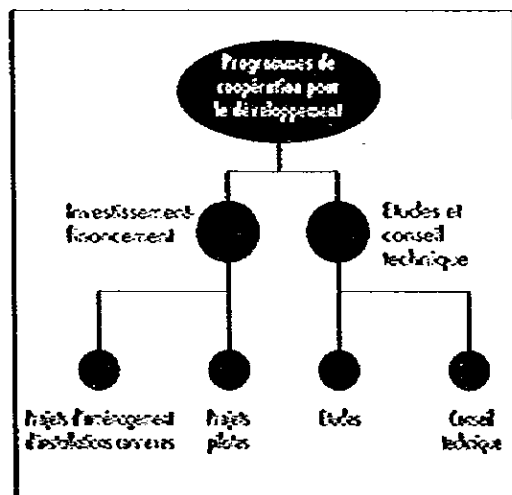 Programmes de
coopération pour
le développement
Investissement-
financement
Etudes et
conseil
technique
Projets d'aménagement
d'installations
Projets
pilotes
Etudes
Conseil
technique